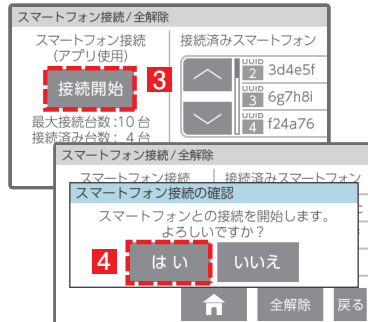 スマートフォン接続/全解除
スマートフォン接続
(アプリ使用)
接続開始
3
最大接続台数:10 台
接続済み台数: 4 台
接続済みスマートフォン
UUID 2 3d4e5f
UUID 3 6g7h8i
UUID 4 f24a76
スマートフォン接続/全解除
スマートフォン接続
接続済みスマートフォン
スマートフォン接続の確認
スマートフォンとの接続を開始します。
よろしいですか?
4
はい
いいえ
全解除
戻る